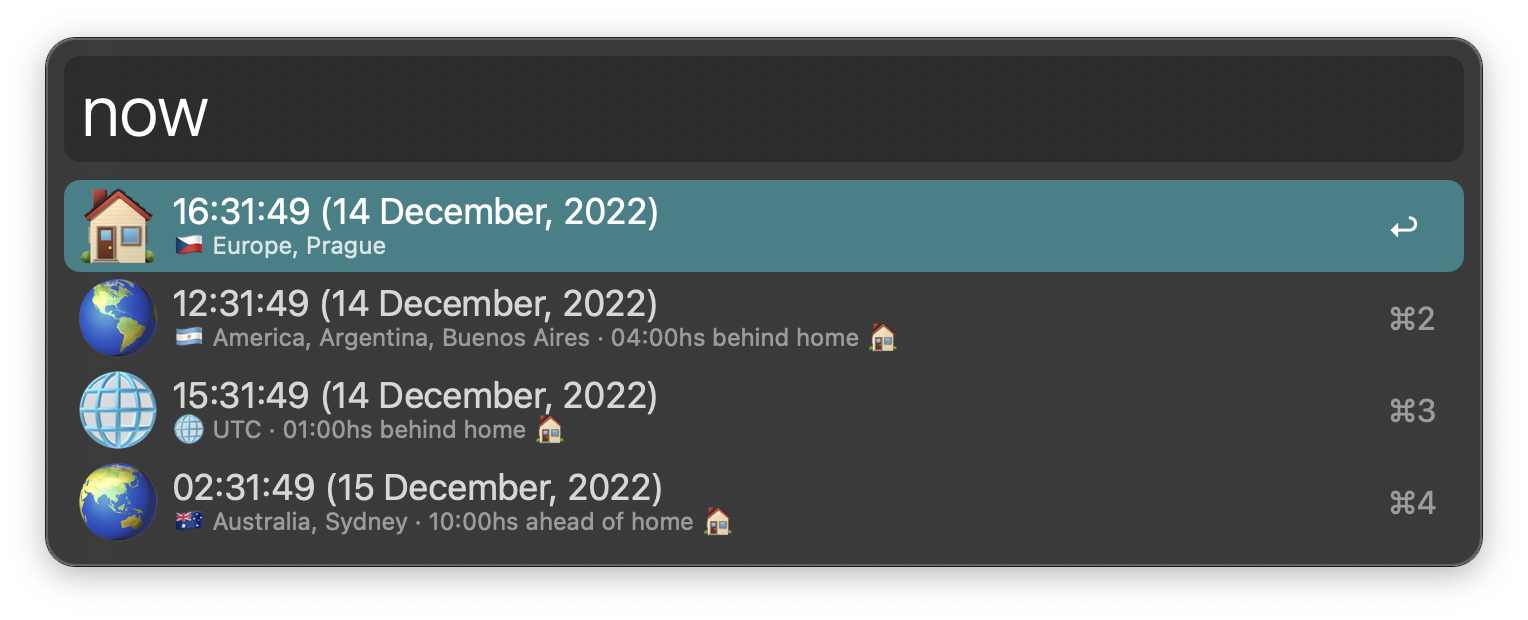 now
16:31:49 (14 December, 2022)
🇨🇿 Europe, Prague
↩
12:31:49 (14 December, 2022)
🇦🇷 America, Argentina, Buenos Aires · 04:00hs behind home 🏠
⌘2
15:31:49 (14 December, 2022)
🌐 UTC · 01:00hs behind home 🏠
⌘3
02:31:49 (15 December, 2022)
🇦🇺 Australia, Sydney · 10:00hs ahead of home 🏠
⌘4